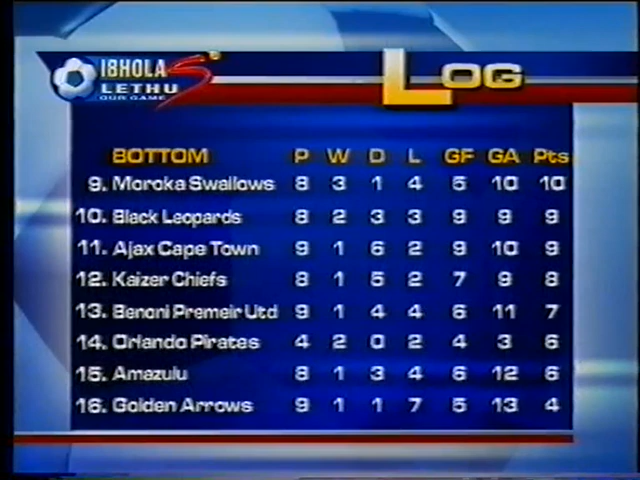 IBHOLA
LETHU
OUR GAME
LOG
BOTTOM P W D L GF GA Pts
9. Moroka Swallows 8 3 1 4 5 10 10
10. Black Leopards 8 2 3 3 9 9 9
11. Ajax Cape Town 9 1 6 2 9 10 9
12. Kaizer Chiefs 8 1 5 2 7 9 8
13. Benoni Premeir Utd 9 1 4 4 6 11 7
14. Orlando Pirates 4 2 0 2 4 3 6
15. Amazulu 8 1 3 4 6 12 6
16. Golden Arrows 9 1 1 7 5 13 4